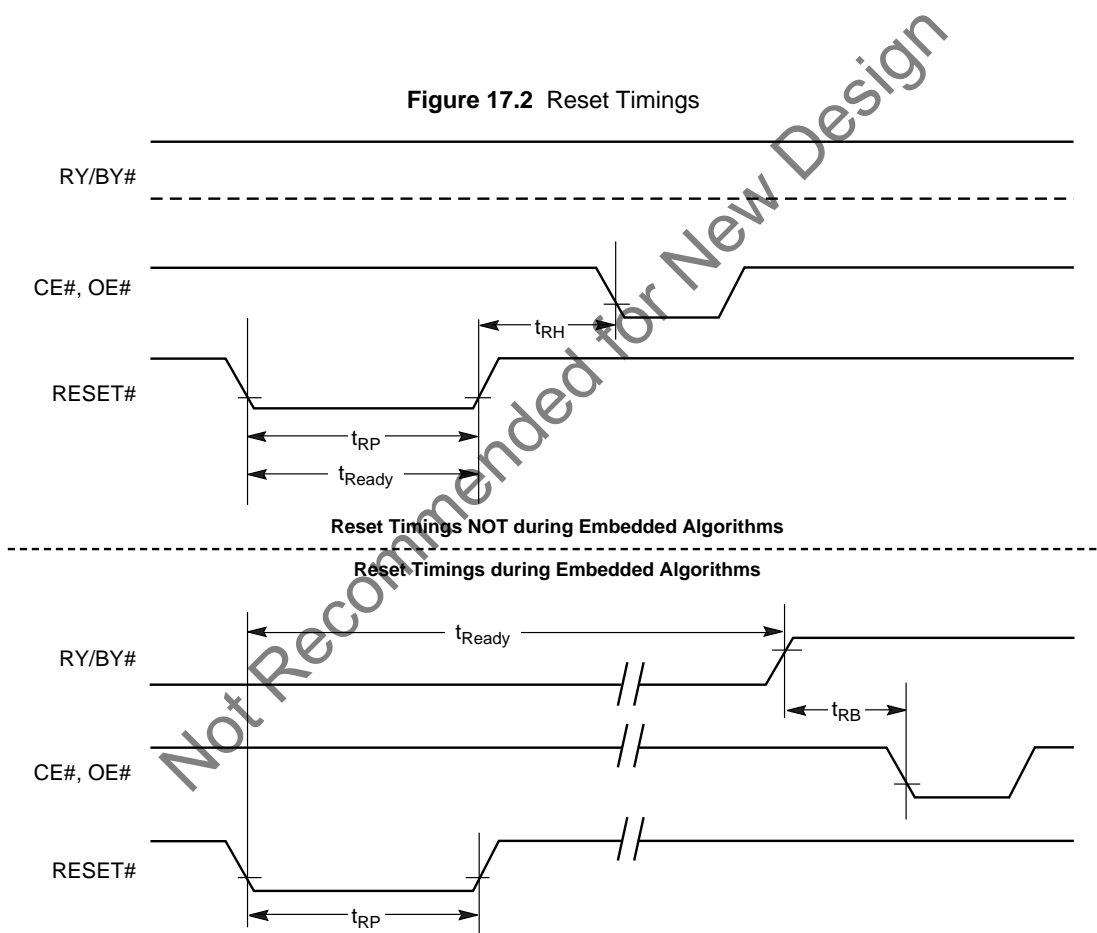 Figure 17.2 Reset Timings
RY/BY#
CE#, OE#
tRH
RESET#
tRP
tReady
Reset Timings NOT during Embedded Algorithms
Reset Timings during Embedded Algorithms
tReady
RY/BY#
tRB
CE#, OE#
RESET#
tRP
Not Recommended for New Design